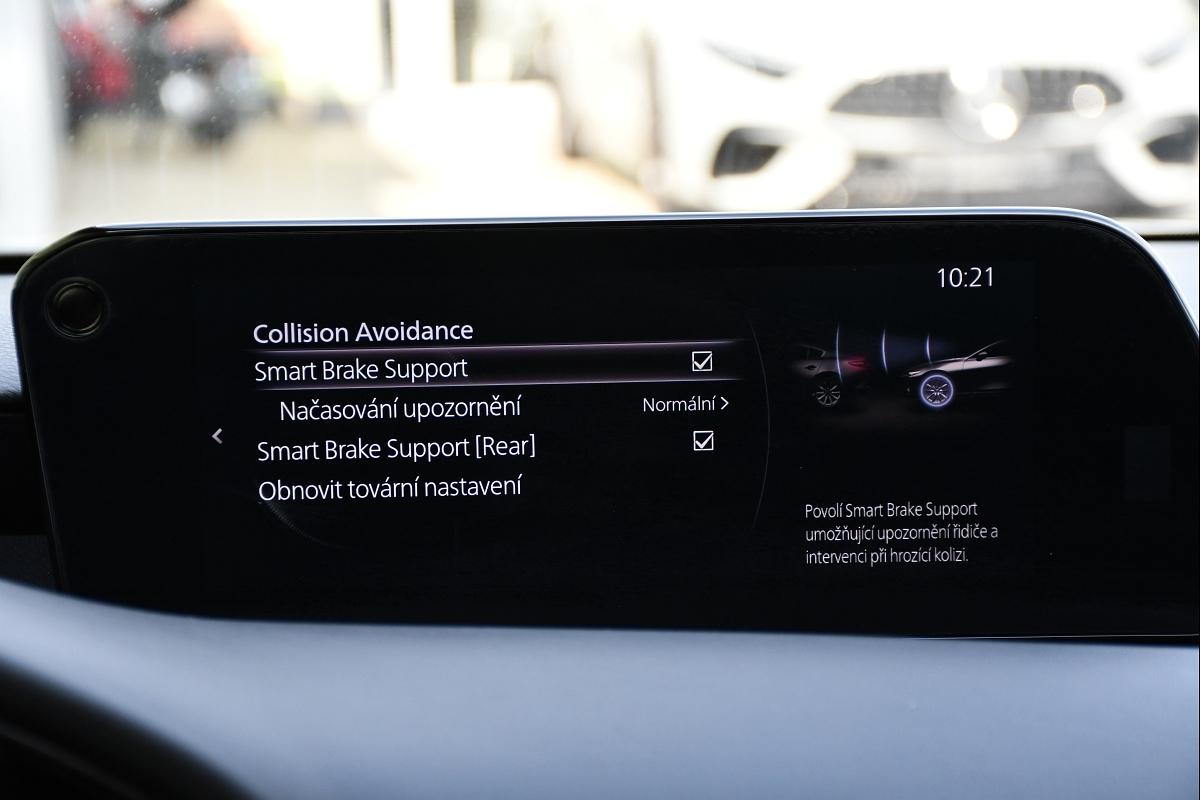 10:21
Collision Avoidance
Smart Brake Support
Načasování upozornění Normální >
Smart Brake Support [Rear]
Obnovit tovární nastavení
Povolí Smart Brake Support
umožňující upozornění řidiče a
intervenci při hrozící kolizi.